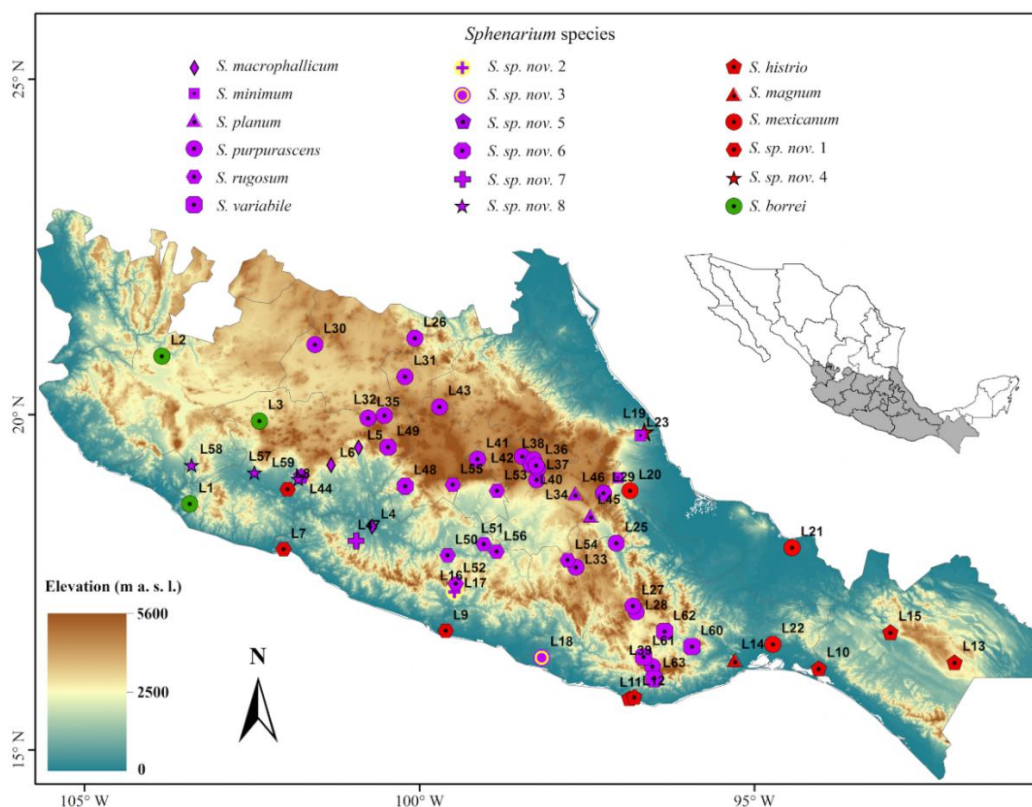 Sphenarium species
S. macrophallicum
S. minimum
S. planum
S. purpurascens
S. rugosum
S. variabile
S. sp. nov. 2
S. sp. nov. 3
S. sp. nov. 5
S. sp. nov. 6
S. sp. nov. 7
S. sp. nov. 8
S. histrio
S. magnum
S. mexicanum
S. sp. nov. 1
S. sp. nov. 4
S. borrei
25° N
20° N
15° N
L26
L30
L2
L31
L43
L32
L35
L3
L19
L23
L5
L49
L58
L6
L41
L38
L36
L42
L37
L57
L59
L8
L44
L48
L55
L53
L40
L46
L29
L20
L34
L45
L1
L4
L47
L7
L51
L25
L21
L50
L56
L54
L33
L52
L16
L17
L27
L28
L9
L62
L15
L18
L61
L60
L39
L63
L14
L22
L10
L13
L11
L12
Elevation (m a. s. l.)
5600
2500
0
N
105° W
100° W
95° W